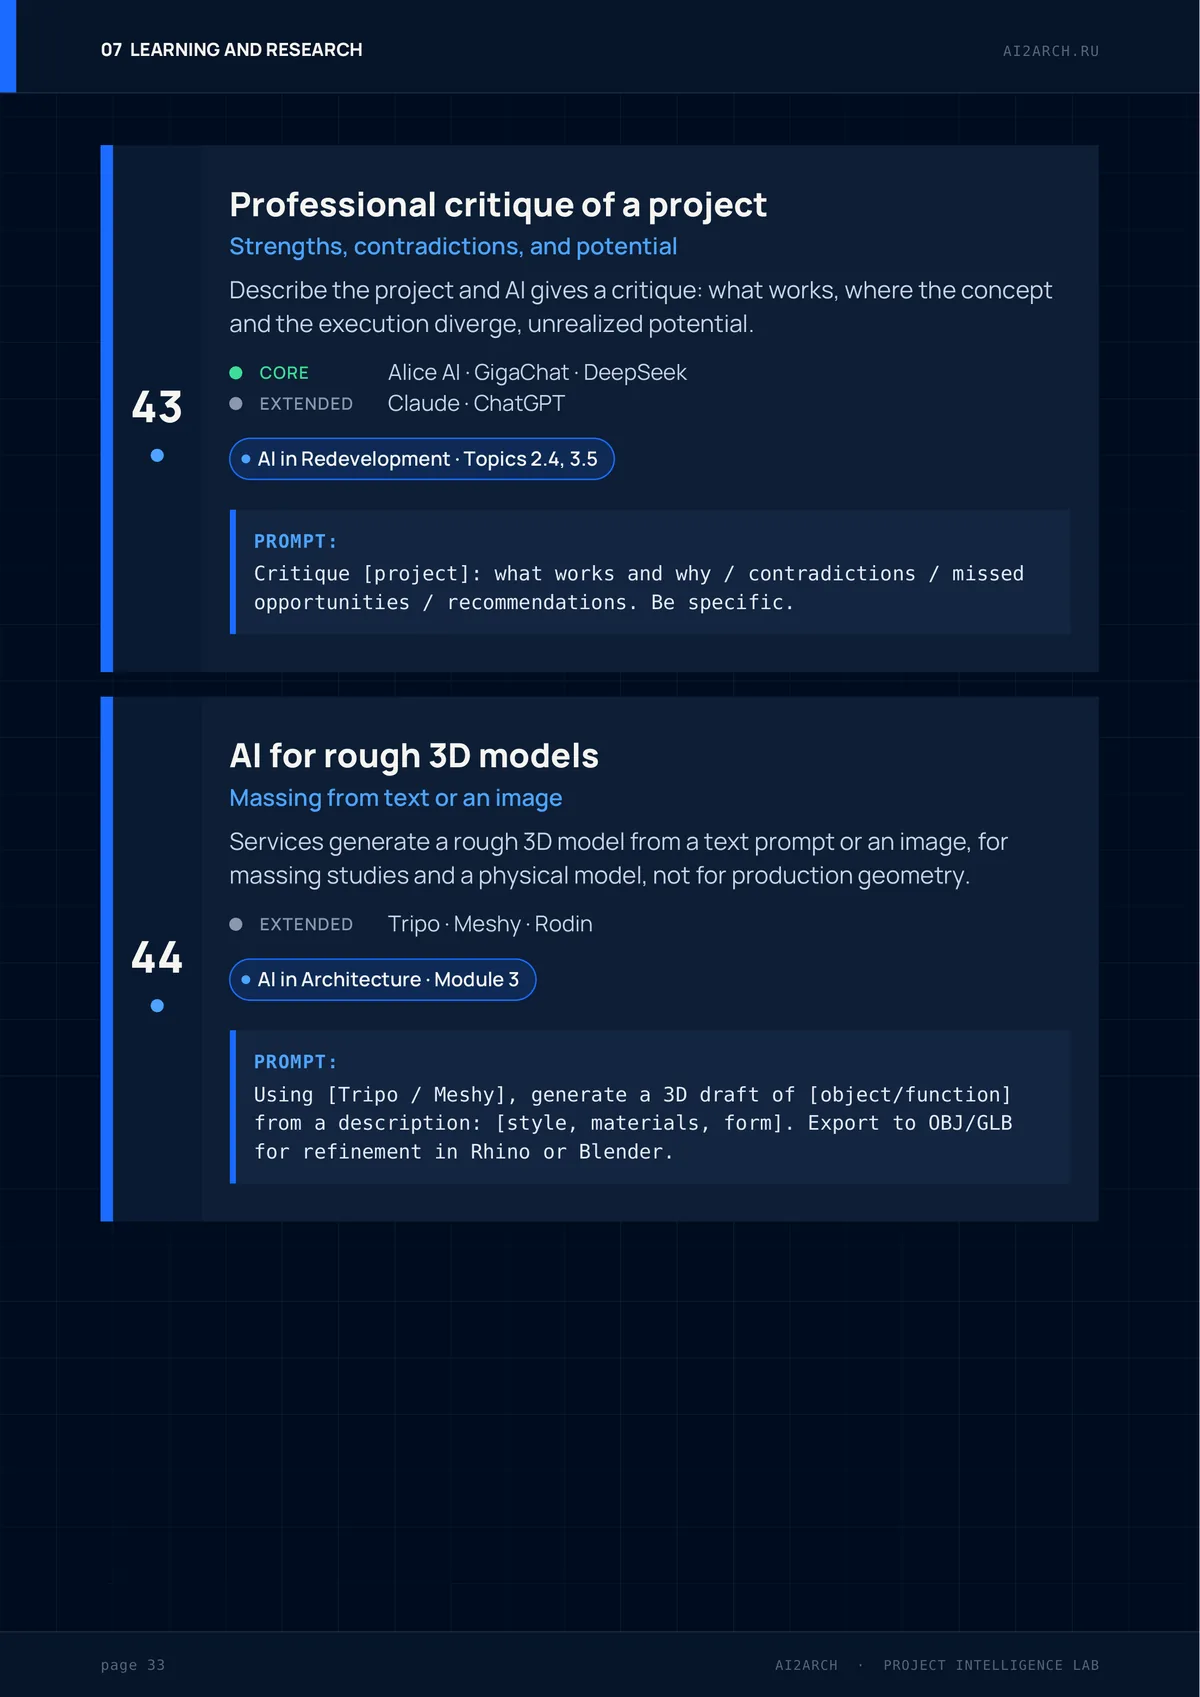 07 LEARNING AND RESEARCH
AI2ARCH.RU
43
Professional critique of a project
Strengths, contradictions, and potential
Describe the project and AI gives a critique: what works, where the concept
and the execution diverge, unrealized potential.
CORE Alice AI · GigaChat · DeepSeek
EXTENDED Claude · ChatGPT
AI in Redevelopment · Topics 2.4, 3.5
PROMPT:
Critique [project]: what works and why / contradictions / missed
opportunities / recommendations. Be specific.
44
AI for rough 3D models
Massing from text or an image
Services generate a rough 3D model from a text prompt or an image, for
massing studies and a physical model, not for production geometry.
EXTENDED Tripo · Meshy · Rodin
AI in Architecture · Module 3
PROMPT:
Using [Tripo / Meshy], generate a 3D draft of [object/function]
from a description: [style, materials, form]. Export to OBJ/GLB
for refinement in Rhino or Blender.
page 33
AI2ARCH · PROJECT INTELLIGENCE LAB